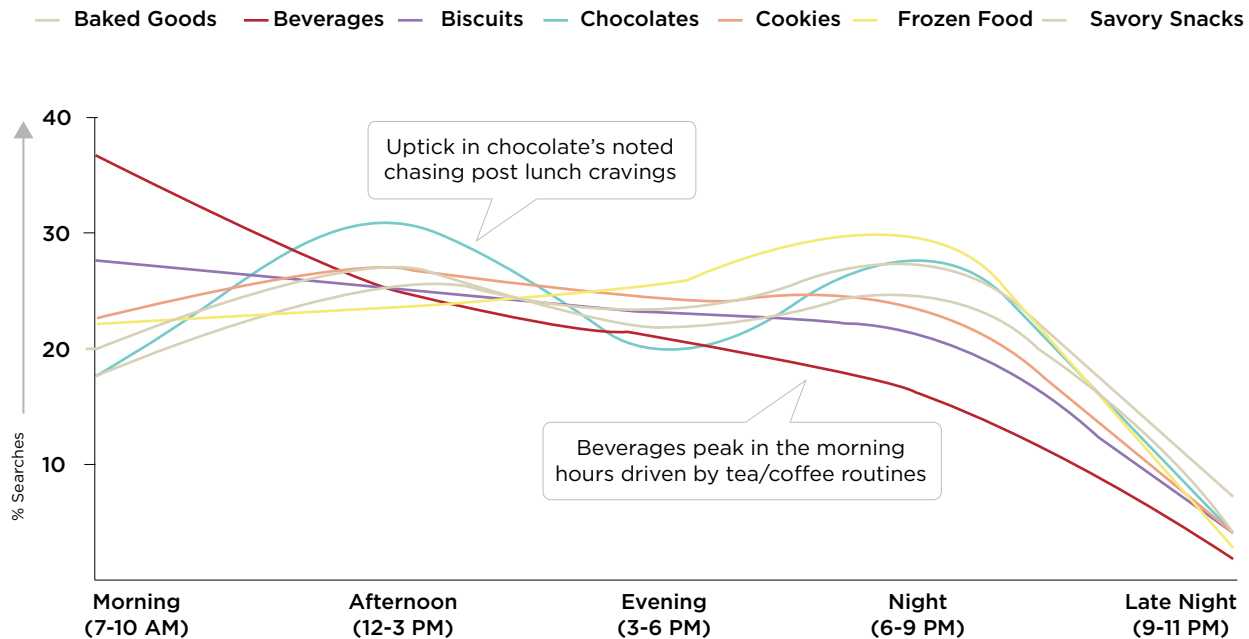 Baked Goods Beverages Biscuits Chocolates Cookies Frozen Food Savory Snacks
40
Uptick in chocolate's noted
chasing post lunch cravings
30
20
Beverages peak in the morning
hours driven by tea/coffee routines
10
% Searches
Morning Afternoon Evening Night Late Night
(7-10 AM) (12-3 PM) (3-6 PM) (6-9 PM) (9-11 PM)